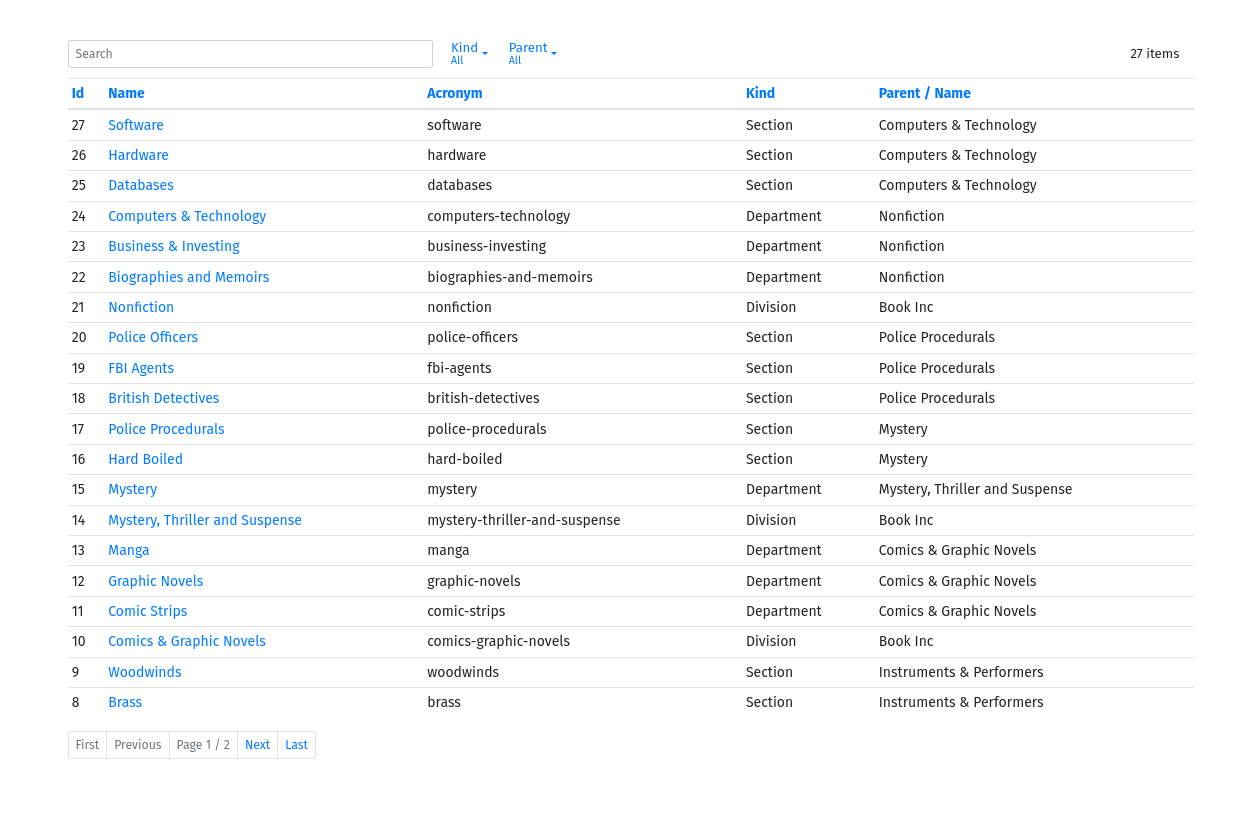 Search Kind All Parent All 27 items
Id Name Acronym Kind Parent / Name
27 Software software Section Computers & Technology
26 Hardware hardware Section Computers & Technology
25 Databases databases Section Computers & Technology
24 Computers & Technology computers-technology Department Nonfiction
23 Business & Investing business-investing Department Nonfiction
22 Biographies and Memoirs biographies-and-memoirs Department Nonfiction
21 Nonfiction nonfiction Division Book Inc
20 Police Officers police-officers Section Police Procedurals
19 FBI Agents fbi-agents Section Police Procedurals
18 British Detectives british-detectives Section Police Procedurals
17 Police Procedurals police-procedurals Section Mystery
16 Hard Boiled hard-boiled Section Mystery
15 Mystery mystery Department Mystery, Thriller and Suspense
14 Mystery, Thriller and Suspense mystery-thriller-and-suspense Division Book Inc
13 Manga manga Department Comics & Graphic Novels
12 Graphic Novels graphic-novels Department Comics & Graphic Novels
11 Comic Strips comic-strips Department Comics & Graphic Novels
10 Comics & Graphic Novels comics-graphic-novels Division Book Inc
9 Woodwinds woodwinds Section Instruments & Performers
8 Brass brass Section Instruments & Performers
First Previous Page 1 / 2 Next Last